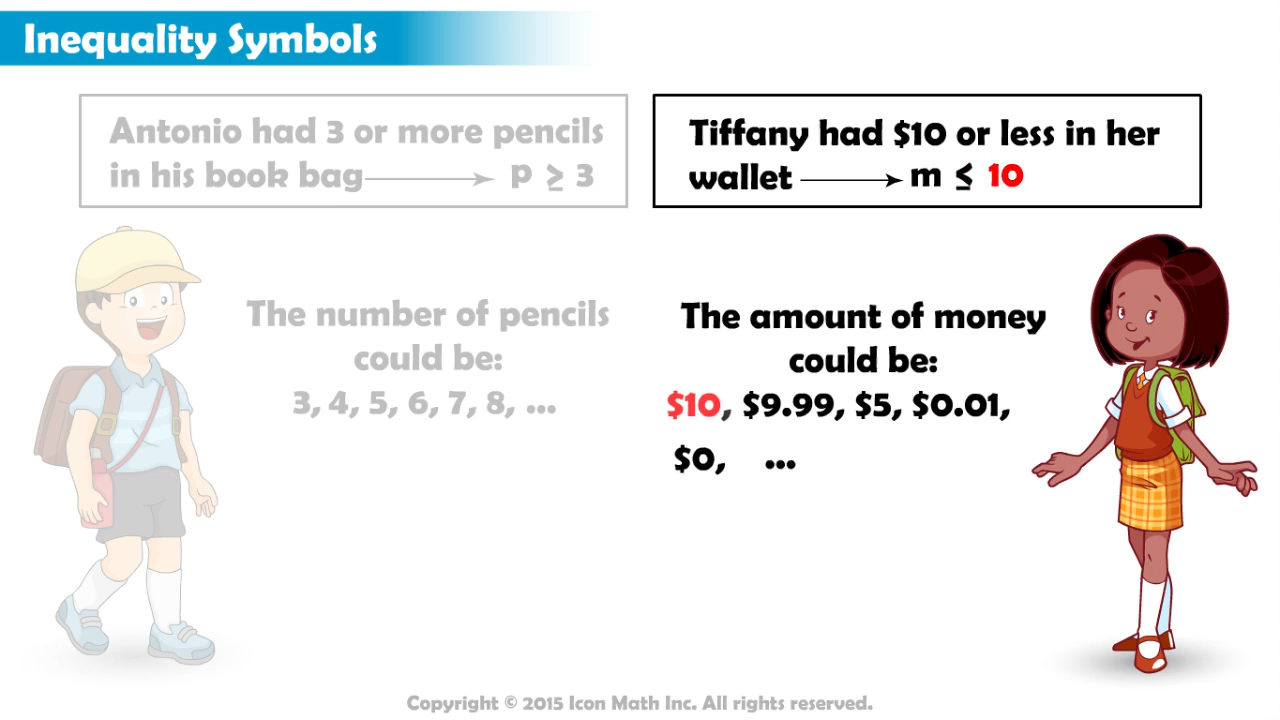 Inequality Symbols
Antonio had 3 or more pencils
in his book bag → p ≥ 3
Tiffany had $10 or less in her
wallet → m ≤ 10
The number of pencils
could be:
3, 4, 5, 6, 7, 8, ...
The amount of money
could be:
$10, $9.99, $5, $0.01,
$0, ...
Copyright © 2015 Icon Math Inc. All rights reserved.